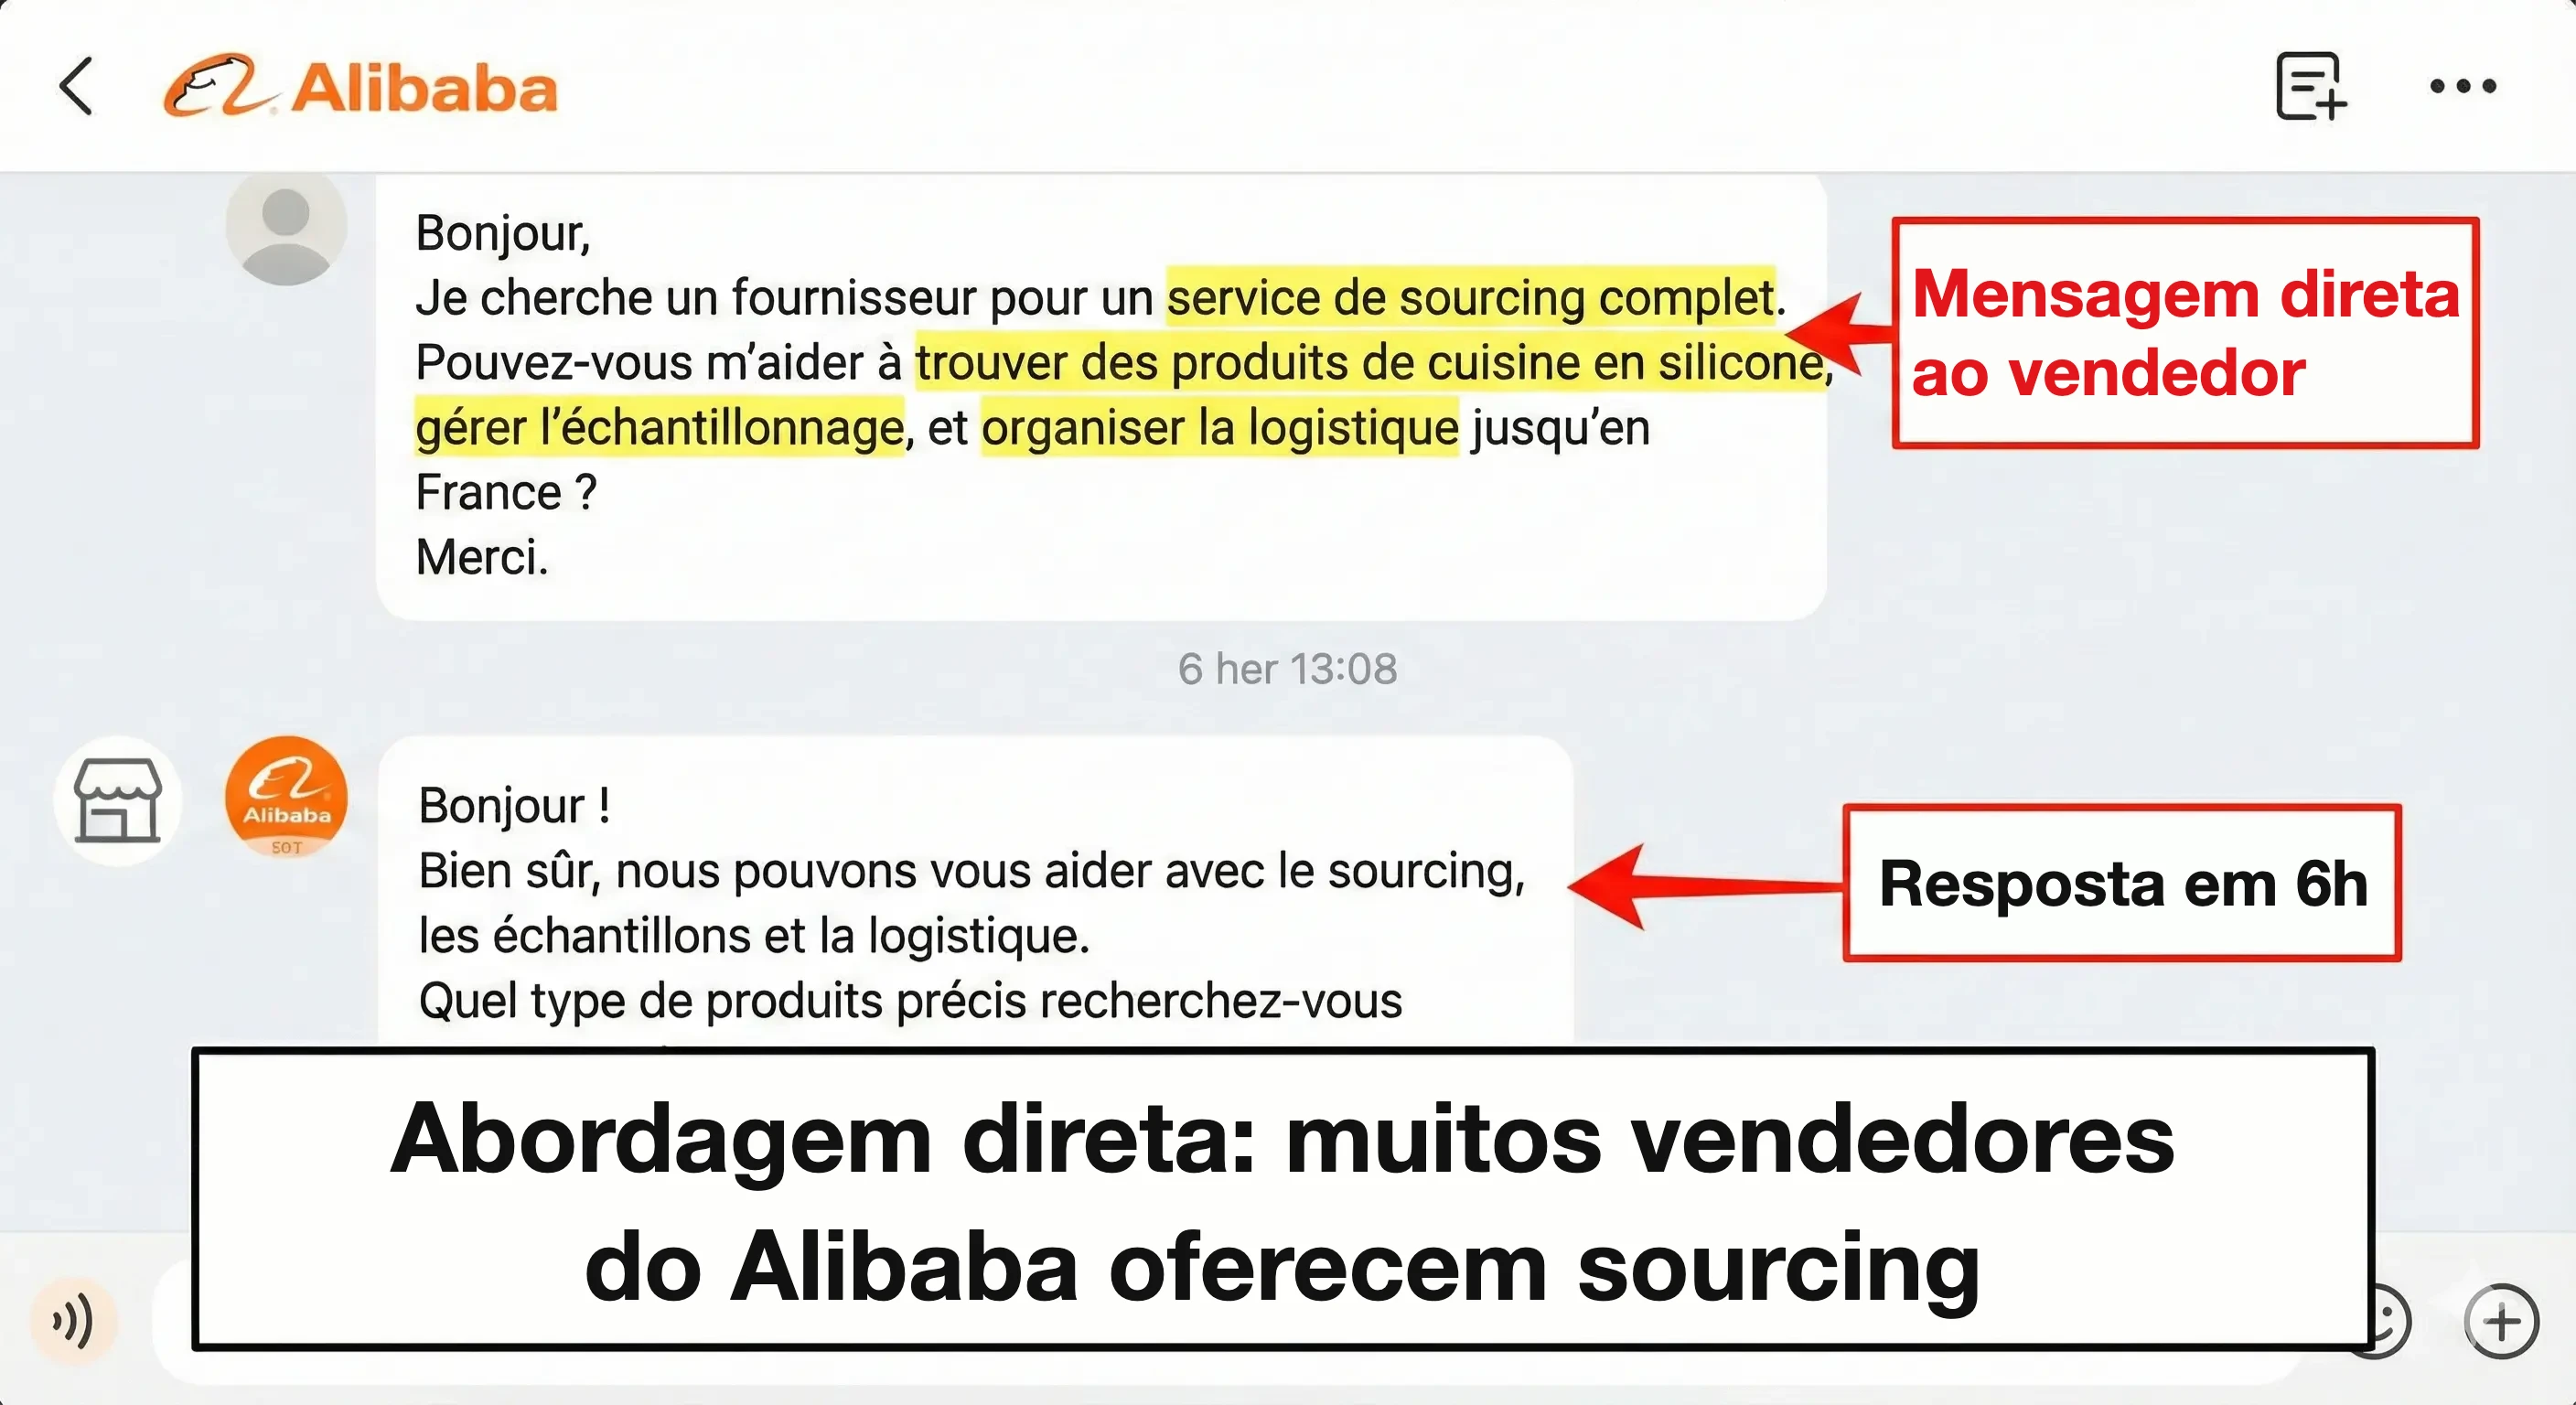 Alibaba
Bonjour,
Je cherche un fournisseur pour un service de sourcing complet.
Pouvez-vous m’aider à trouver des produits de cuisine en silicone,
gérer l’échantillonnage, et organiser la logistique jusqu’en
France ?
Merci.
Mensagem direta
ao vendedor
6 her 13:08
Alibaba
SOT
Bonjour !
Bien sûr, nous pouvons vous aider avec le sourcing,
les échantillons et la logistique.
Quel type de produits précis recherchez-vous
Resposta em 6h
Abordagem direta: muitos vendedores
do Alibaba oferecem sourcing